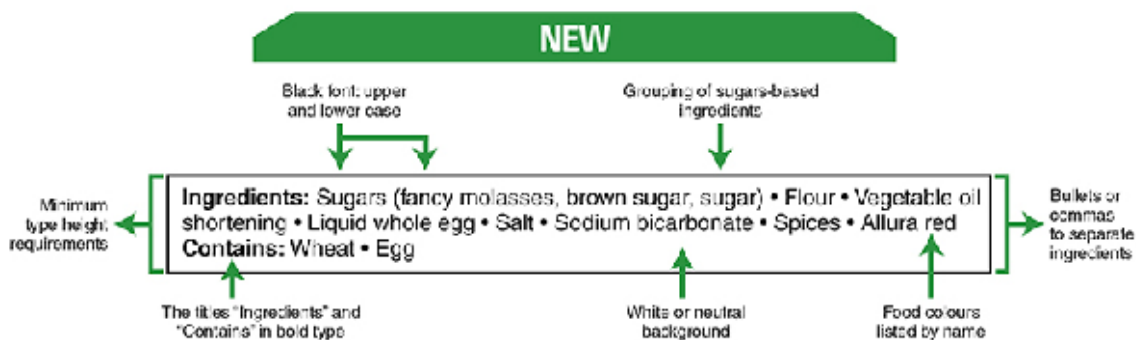 NEW
Black font: upper
and lower case
Grouping of sugars-based
ingredients
Minimum
type height
requirements
Ingredients: Sugars (fancy molasses, brown sugar, sugar) • Flour • Vegetable oil
shortening • Liquid whole egg • Salt • Sodium bicarbonate • Spices • Allura red
Contains: Wheat • Egg
Bullets or
commas
to separate
ingredients
The titles "Ingredients" and
"Contains" in bold type
White or neutral
background
Food colours
listed by name